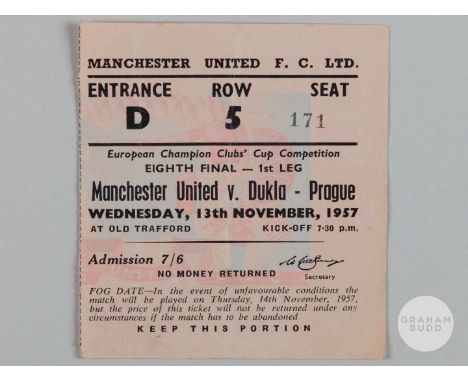 MANCHESTER UNITED F. C. LTD.
ENTRANCE ROW SEAT
D 5 171
European Champion Clubs' Cup Competition
EIGHTH FINAL — 1st LEG
Manchester United v. Dukla - Prague
WEDNESDAY, 13th NOVEMBER, 1957
AT OLD TRAFFORD KICK-OFF 7-30 p.m.
Admission 7/6
NO MONEY RETURNED Secretary
FOG DATE—In the event of unfavourable conditions the
match will be played on Thursday, 14th November, 1957,
but the price of this ticket will not be returned under any
circumstances if the match has to be abandoned
KEEP THIS PORTION
GRAHAM
BUDD